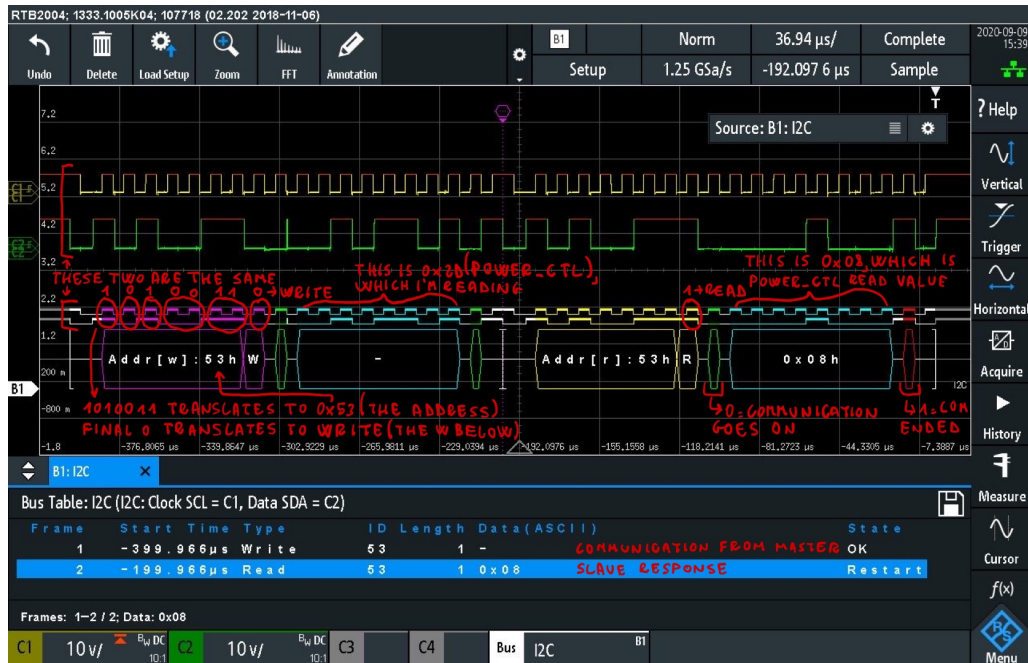 RTB2004; 1333.1005K04; 107718 (02.202 2018-11-06)
Undo Delete Load Setup Zoom FFT Annotation
B1 Norm 36.94 µs/ Complete
Setup 1.25 GSa/s -192.097 6 µs Sample
2020-09-09
15:39
? Help
Vertical
Trigger
Horizontal
Acquire
History
Measure
Cursor
f(x)
Menu
T
Source: B1: I2C
7.2
6.2
5.2
4.2
3.2
2.2
1.2
200 m
-800 m
-1.8
C1
C2
B1
THESE TWO ARE THE SAME
1 0 1 0 0 1 1 0→WRITE
THIS IS 0x2D (POWER_CTL),
WHICH I'M READING
1→READ
THIS IS 0x08, WHICH IS
POWER_CTL READ VALUE
Addr[w]:53h W - Addr[r]:53h R 0x08h
I2C
1010011 TRANSLATES TO 0x53 (THE ADDRESS)
FINAL 0 TRANSLATES TO WRITE (THE W BELOW)
0=COMMUNICATION
GOES ON
1=COM
ENDED
-376.8065 µs -339.8647 µs -302.9229 µs -265.9811 µs -229.0394 µs -192.0976 µs -155.1558 µs -118.2141 µs -81.2723 µs -44.3305 µs -7.3887 µs
B1: I2C ×
Bus Table: I2C (I2C: Clock SCL = C1, Data SDA = C2)
Frame Start Time Type ID Length Data(ASCII) State
1 -399.966µs Write 53 1 - COMMUNICATION FROM MASTER OK
2 -199.966µs Read 53 1 0x08 SLAVE RESPONSE Restart
Frames: 1-2 / 2; Data: 0x08
C1 10 V/ BW DC 10:1 C2 10 V/ BW DC 10:1 C3 C4 Bus I2C B1